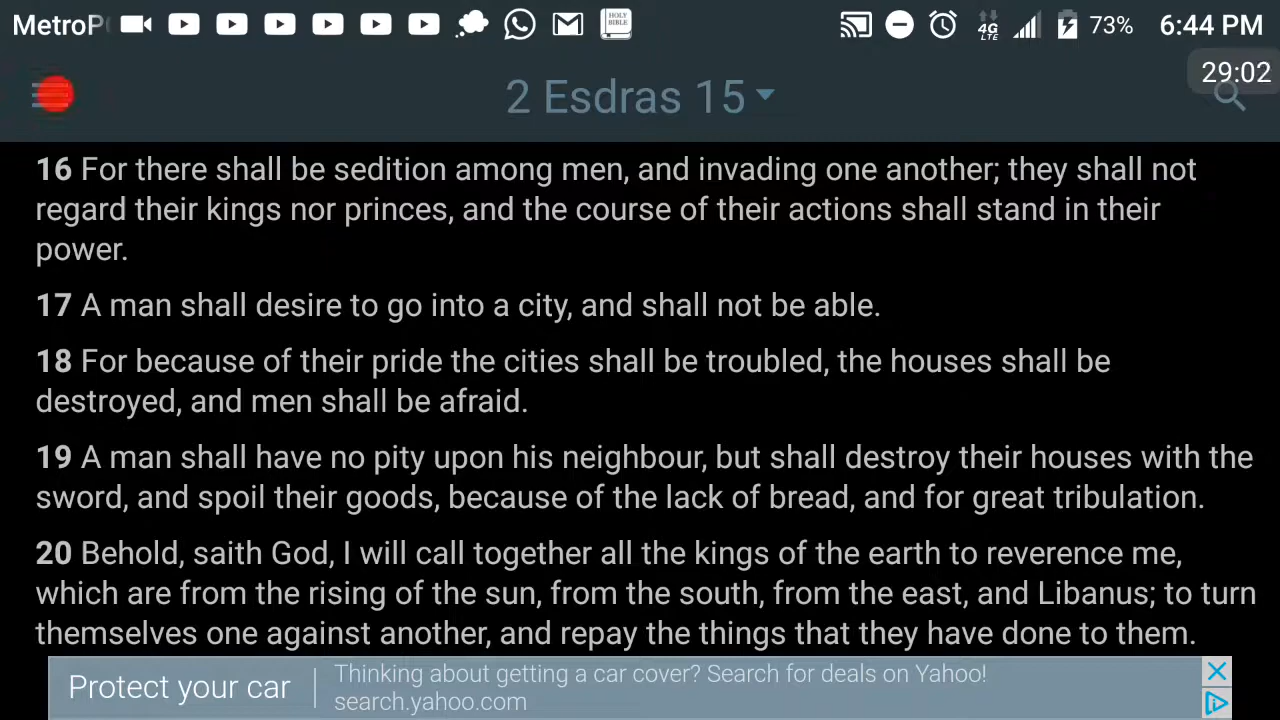 MetroP
HOLY BIBLE
4G LTE
73%
6:44 PM
29:02
2 Esdras 15
16 For there shall be sedition among men, and invading one another; they shall not
regard their kings nor princes, and the course of their actions shall stand in their
power.
17 A man shall desire to go into a city, and shall not be able.
18 For because of their pride the cities shall be troubled, the houses shall be
destroyed, and men shall be afraid.
19 A man shall have no pity upon his neighbour, but shall destroy their houses with the
sword, and spoil their goods, because of the lack of bread, and for great tribulation.
20 Behold, saith God, I will call together all the kings of the earth to reverence me,
which are from the rising of the sun, from the south, from the east, and Libanus; to turn
themselves one against another, and repay the things that they have done to them.
Protect your car
Thinking about getting a car cover? Search for deals on Yahoo!
search.yahoo.com